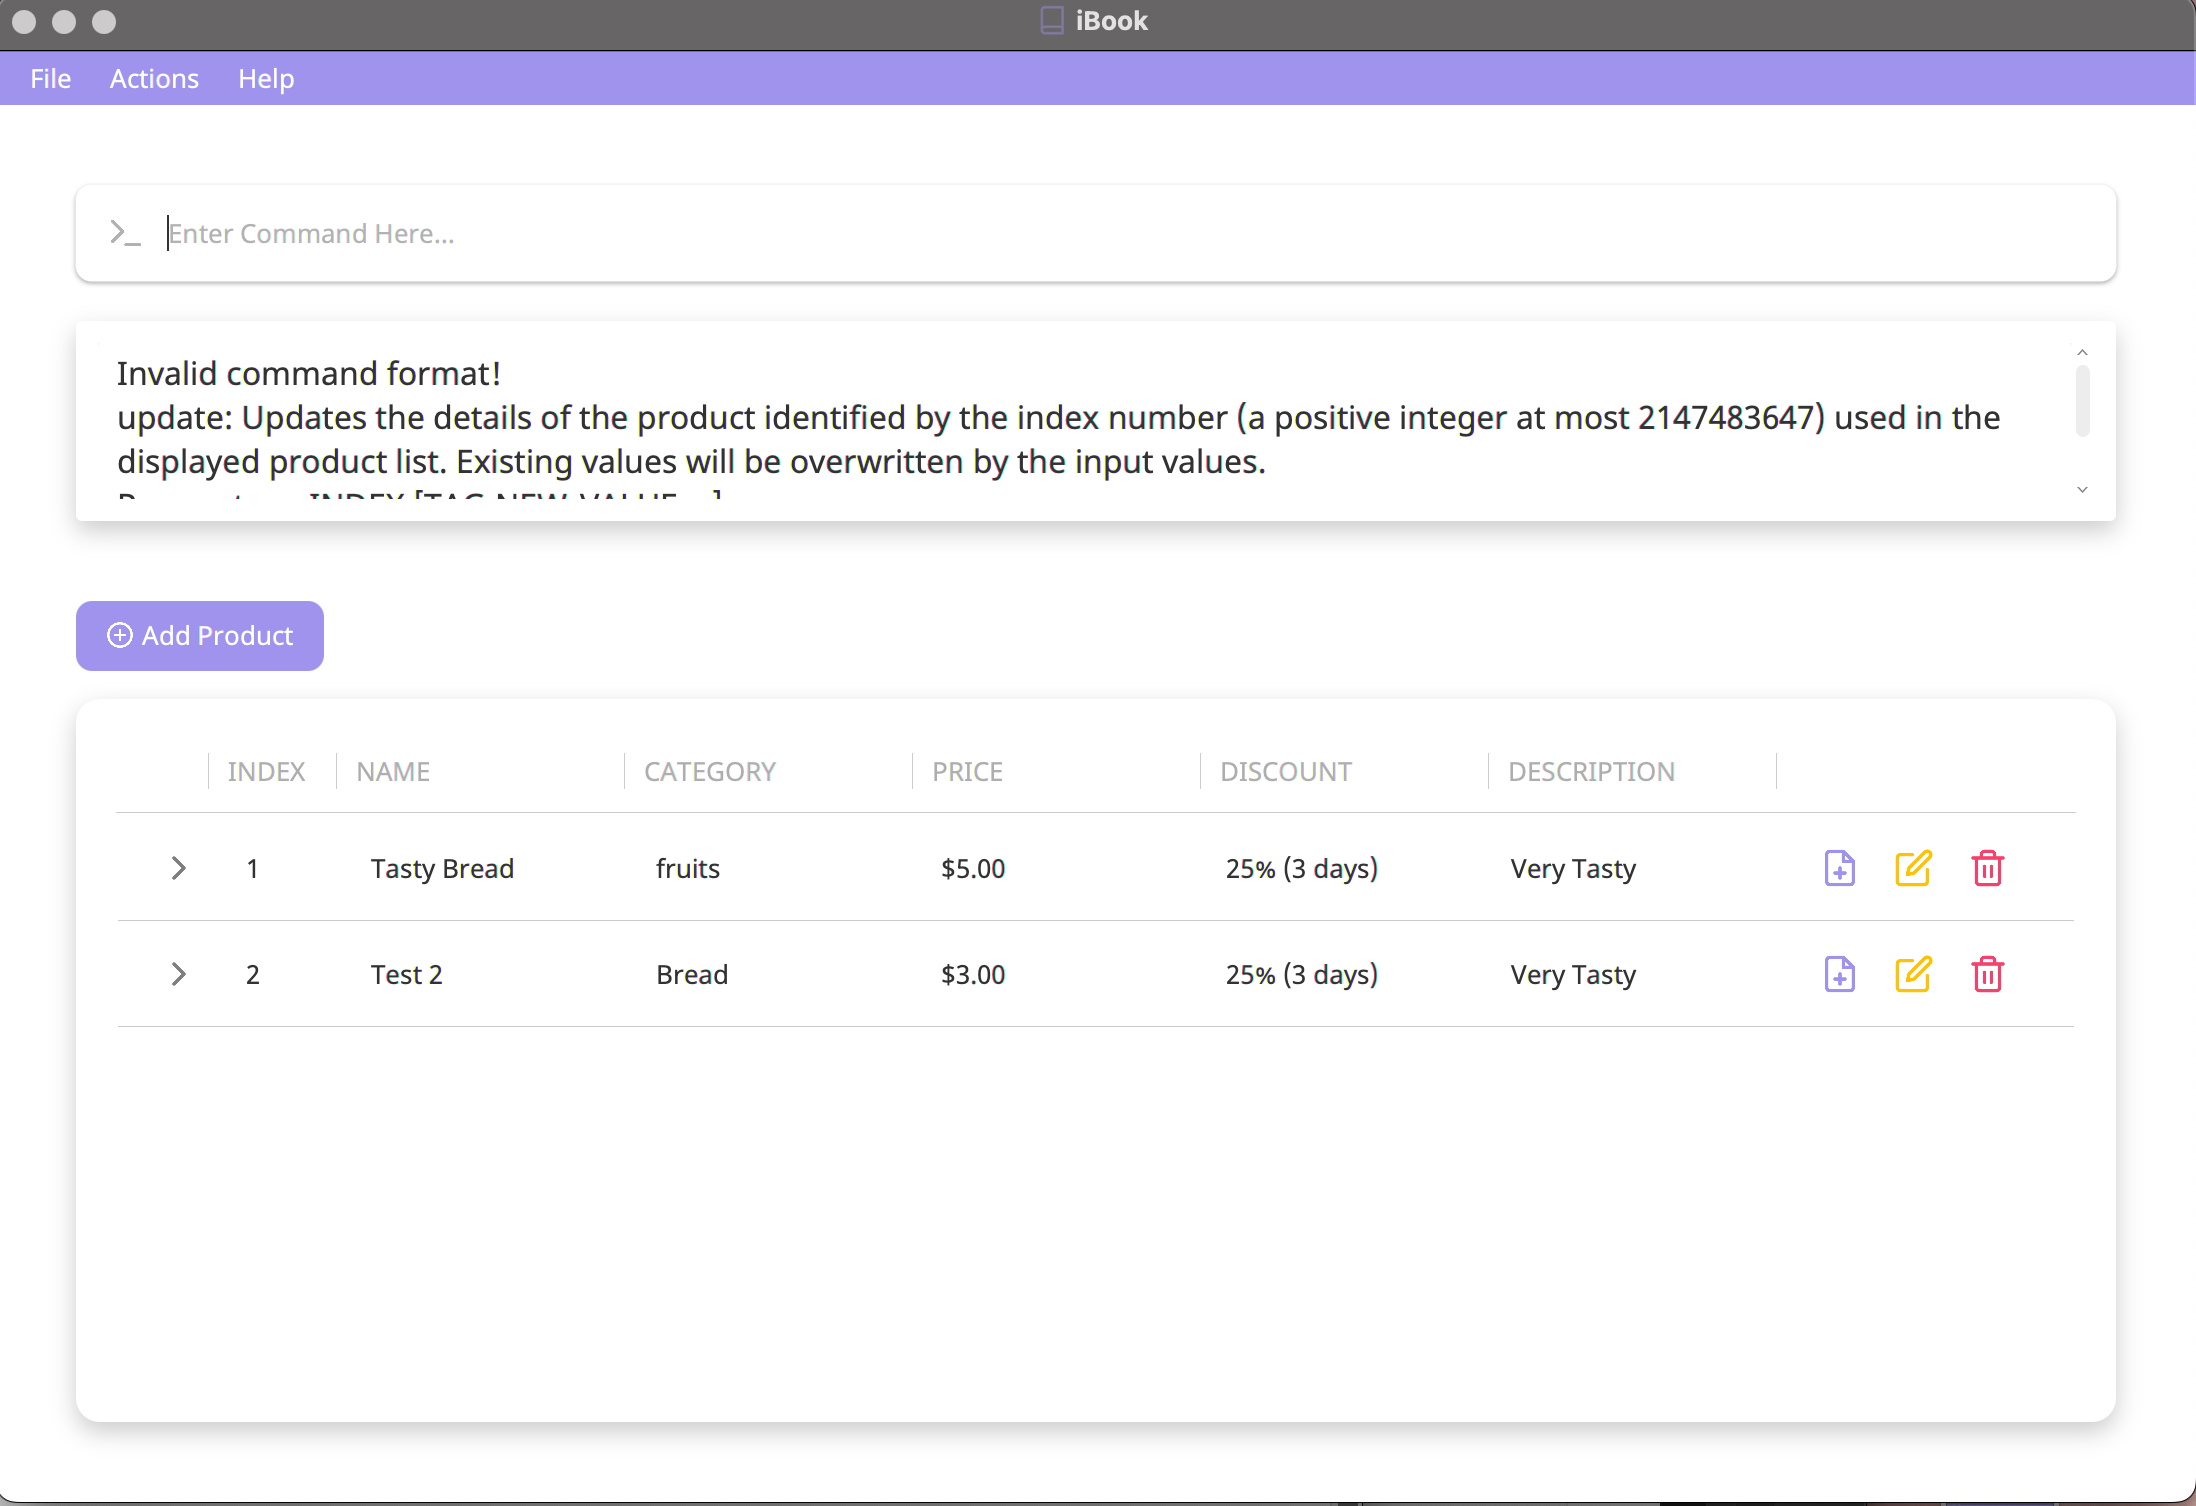 iBook
File Actions Help
Enter Command Here...
Invalid command format!
update: Updates the details of the product identified by the index number (a positive integer at most 2147483647) used in the
displayed product list. Existing values will be overwritten by the input values.
INDEX [TAG NEW_VALUE
Add Product
INDEX NAME CATEGORY PRICE DISCOUNT DESCRIPTION
1 Tasty Bread fruits $5.00 25% (3 days) Very Tasty
2 Test 2 Bread $3.00 25% (3 days) Very Tasty